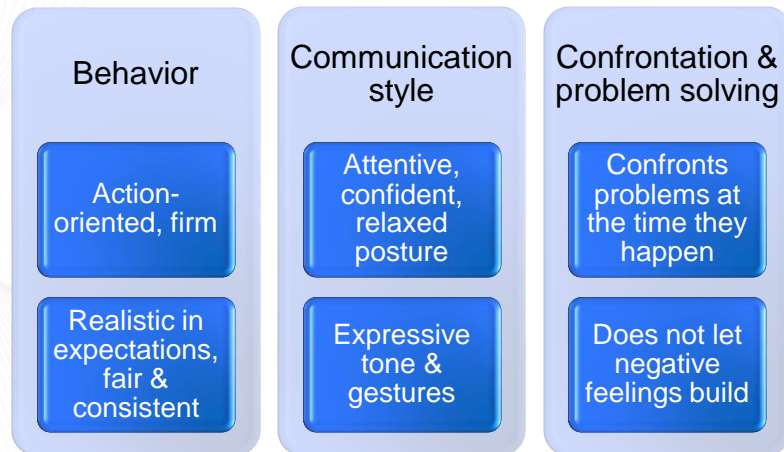 Behavior
Action-
oriented, firm
Realistic in
expectations,
fair &
consistent
Communication
style
Attentive,
confident,
relaxed
posture
Expressive
tone &
gestures
Confrontation &
problem solving
Confronts
problems at
the time they
happen
Does not let
negative
feelings build